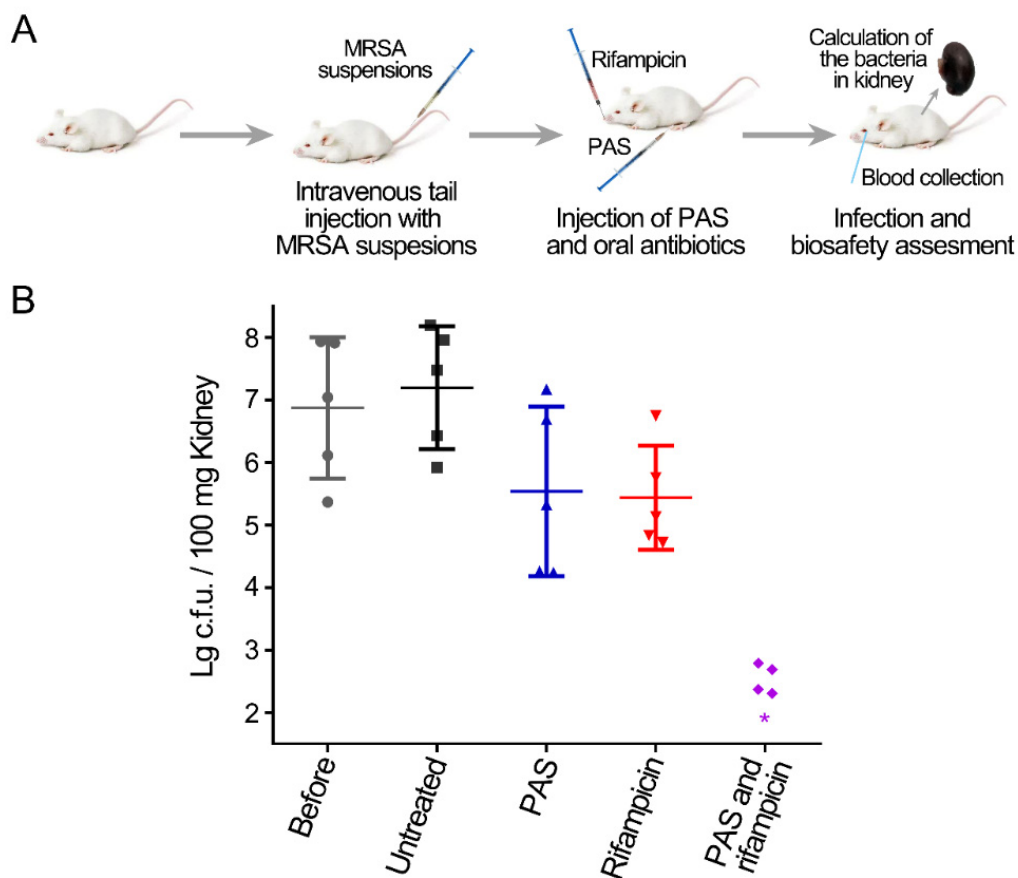 A
MRSA
suspensions
Intravenous tail
injection with
MRSA suspesions
Rifampicin
PAS
Injection of PAS
and oral antibiotics
Calculation of
the bacteria
in kidney
Blood collection
Infection and
biosafety assesment
B
Lg c.f.u. / 100 mg Kidney
8
7
6
5
4
3
2
*
Before
Untreated
PAS
Rifampicin
PAS and
rifampicin